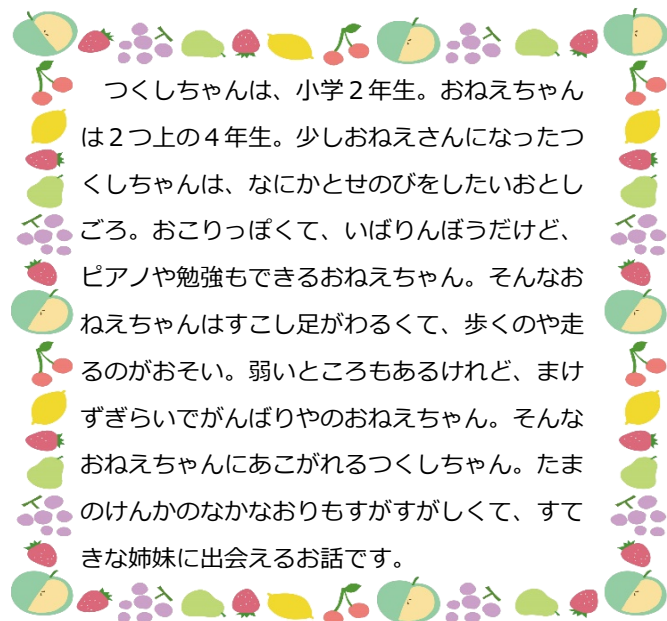 つくしちゃんは、小学２年生。おねえちゃん
は２つ上の４年生。少しおねえさんになったつ
くしちゃんは、なにかとせのびをしたいおとし
ごろ。おこりっぽくて、いばりんぼうだけど、
ピアノや勉強もできるおねえちゃん。そんなお
ねえちゃんはすこし足がわるくて、歩くのや走
るのがおそい。弱いところもあるけれど、まけ
ずぎらいでがんばりやのおねえちゃん。そんな
おねえちゃんにあこがれるつくしちゃん。たま
のけんかのなかなおりもすがすがしくて、すて
きな姉妹に出会えるお話です。